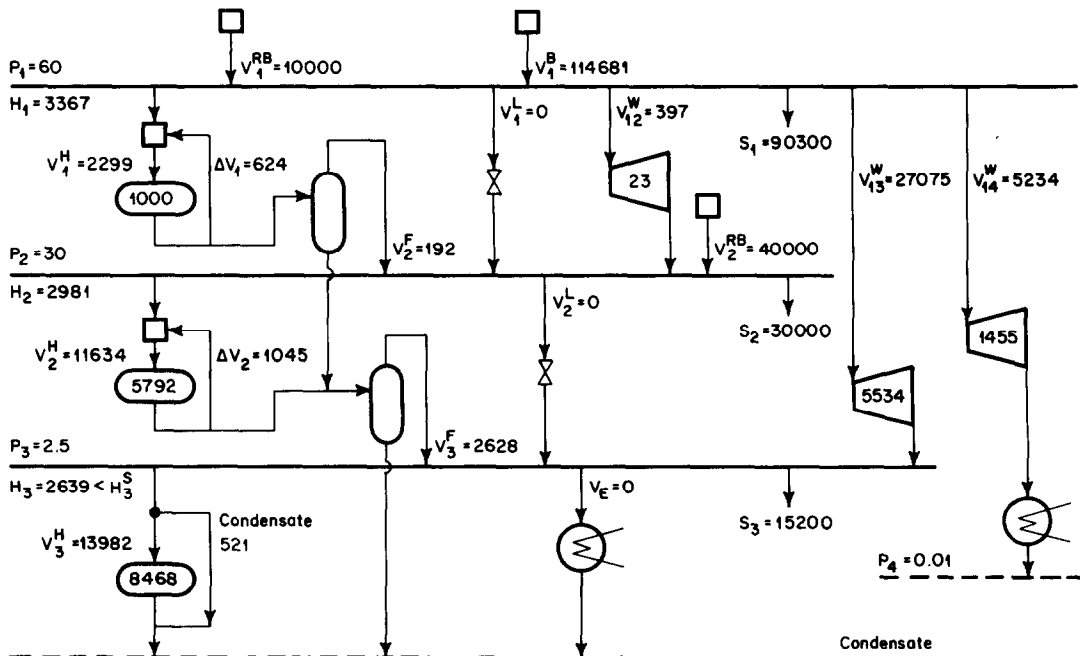 V₁ᴿᴮ=10000
V₁ᴮ=114681
P₁=60
H₁=3367
V₁ᴸ=0
V₁₂ᵂ=397
S₁=90300
V₁ᴴ=2299
ΔV₁=624
1000
23
V₁₃ᵂ=27075
V₁₄ᵂ=5234
P₂=30
V₂ꟳ=192
V₂ᴿᴮ=40000
H₂=2981
V₂ᴸ=0
S₂=30000
V₂ᴴ=11634
ΔV₂=1045
1455
5792
5534
P₃=2.5
V₃ꟳ=2628
H₃=2639<H₃ˢ
V_E=0
Condensate
521
S₃=15200
V₃ᴴ=13982
8468
P₄=0.01
Condensate